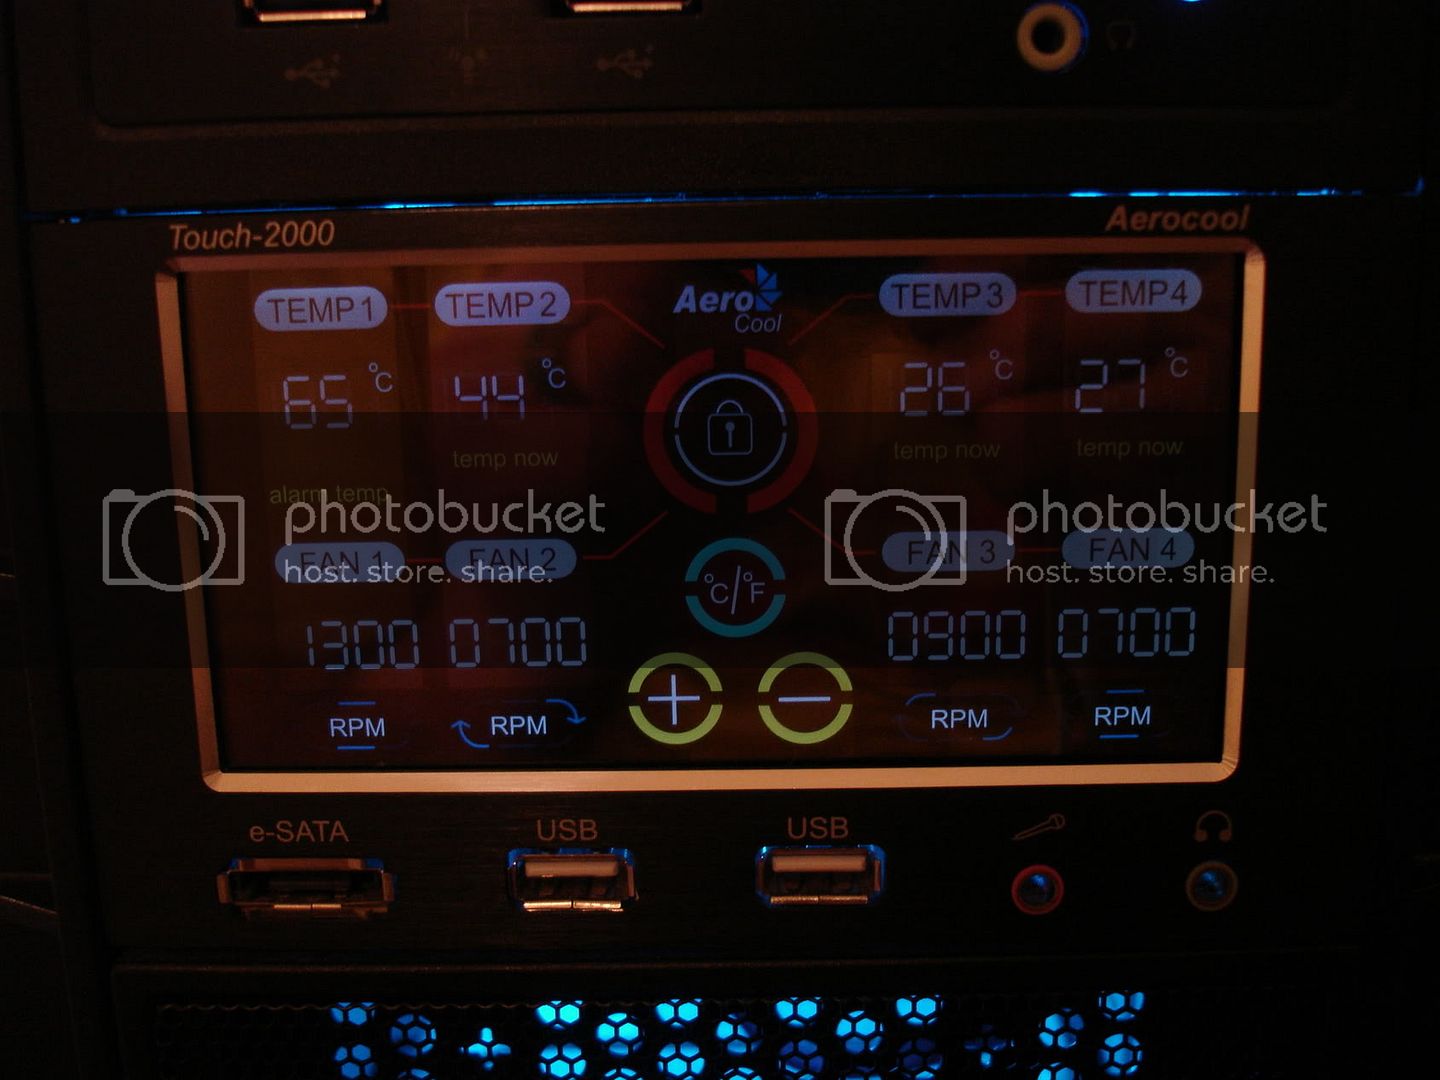 Touch-2000 Aerocool
TEMP1 TEMP2 Aero Cool TEMP3 TEMP4
65 °C 44 °C 26 °C 27 °C
temp now temp now temp now
alarm temp
photobucket photobucket
host. store. share. host. store. share.
FAN 1 FAN 2 FAN 3 FAN 4
°C/°F
1300 0700 0900 0700
+ −
RPM RPM RPM RPM
e-SATA USB USB